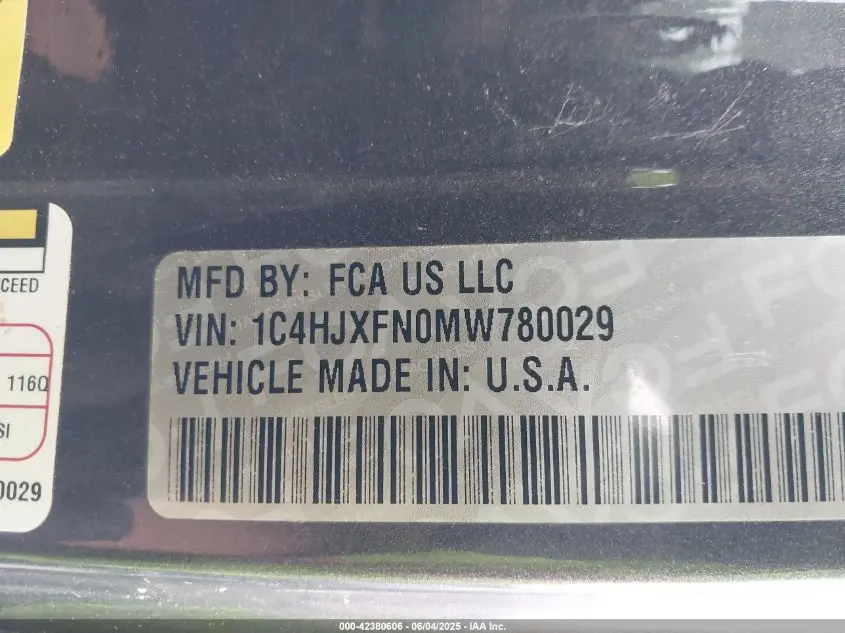 CEED
116Q
SI
0029
MFD BY: FCA US LLC
VIN: 1C4HJXFN0MW780029
VEHICLE MADE IN: U.S.A.
000-42380606 - 06/04/2025 - IAA Inc.